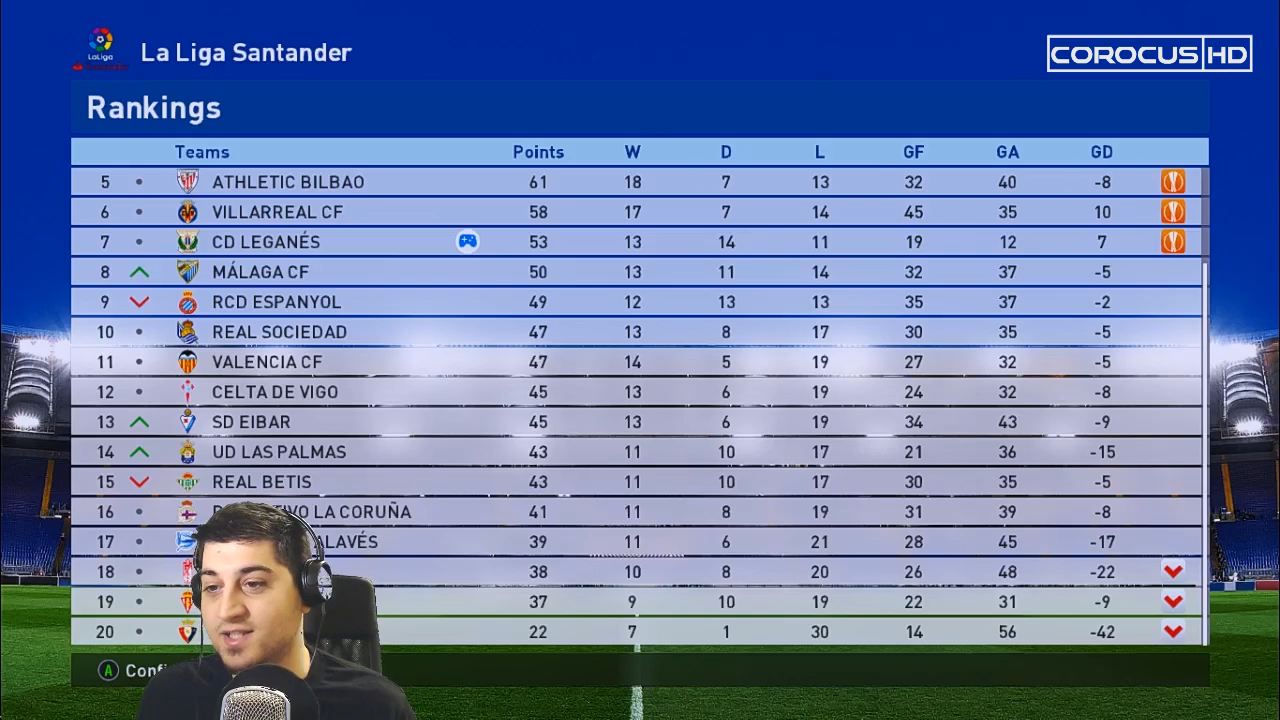 LaLiga
La Liga Santander
COROCUS HD
Rankings
Teams Points W D L GF GA GD
5 ATHLETIC BILBAO 61 18 7 13 32 40 -8
6 VILLARREAL CF 58 17 7 14 45 35 10
7 CD LEGANÉS 53 13 14 11 19 12 7
8 MÁLAGA CF 50 13 11 14 32 37 -5
9 RCD ESPANYOL 49 12 13 13 35 37 -2
10 REAL SOCIEDAD 47 13 8 17 30 35 -5
11 VALENCIA CF 47 14 5 19 27 32 -5
12 CELTA DE VIGO 45 13 6 19 24 32 -8
13 SD EIBAR 45 13 6 19 34 43 -9
14 UD LAS PALMAS 43 11 10 17 21 36 -15
15 REAL BETIS 43 11 10 17 30 35 -5
16 LA CORUÑA 41 11 8 19 31 39 -8
17 ALAVÉS 39 11 6 21 28 45 -17
18 38 10 8 20 26 48 -22
19 37 9 10 19 22 31 -9
20 22 7 1 30 14 56 -42
A Confi